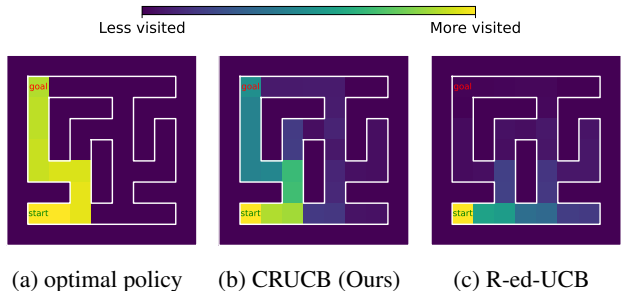 Less visited More visited
goal goal goal
start start start
(a) optimal policy (b) CRUCB (Ours) (c) R-ed-UCB